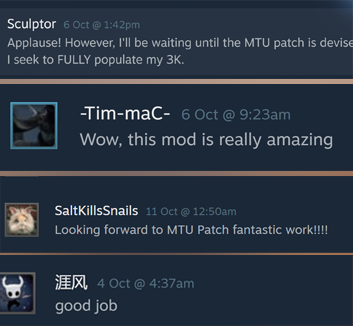 Sculptor 6 Oct @ 1:42pm
Applause! However, I'll be waiting until the MTU patch is devise
I seek to FULLY populate my 3K.
-Tim-maC- 6 Oct @ 9:23am
Wow, this mod is really amazing
SaltKillsSnails 11 Oct @ 12:50am
Looking forward to MTU Patch fantastic work!!!!
涯风 4 Oct @ 4:37am
good job